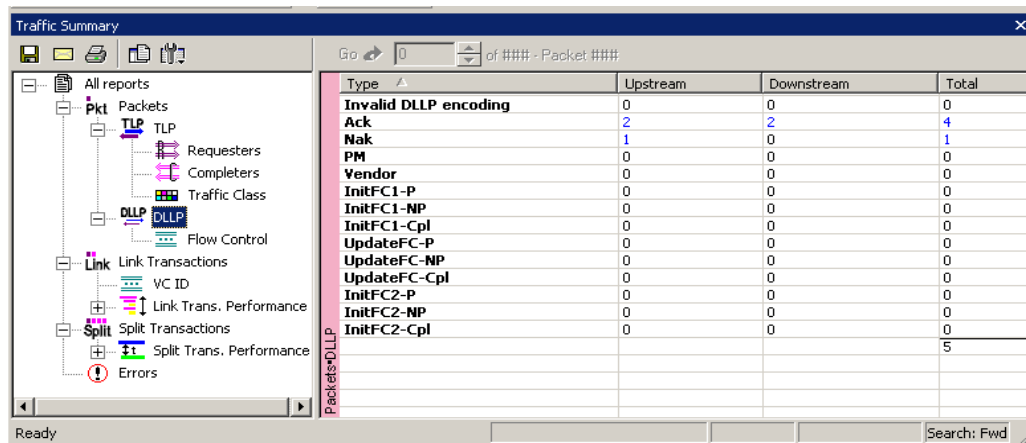 Traffic Summary
Go 0 of ### - Packet ###
All reports
Pkt Packets
TLP TLP
Requesters
Completers
Traffic Class
DLLP DLLP
Flow Control
Link Link Transactions
VC ID
Link Trans. Performance
Split Split Transactions
Δt Split Trans. Performance
Errors
Packets•DLLP
Type Upstream Downstream Total
Invalid DLLP encoding 0 0 0
Ack 2 2 4
Nak 1 0 1
PM 0 0 0
Vendor 0 0 0
InitFC1-P 0 0 0
InitFC1-NP 0 0 0
InitFC1-Cpl 0 0 0
UpdateFC-P 0 0 0
UpdateFC-NP 0 0 0
UpdateFC-Cpl 0 0 0
InitFC2-P 0 0 0
InitFC2-NP 0 0 0
InitFC2-Cpl 0 0 0
5
Ready Search: Fwd